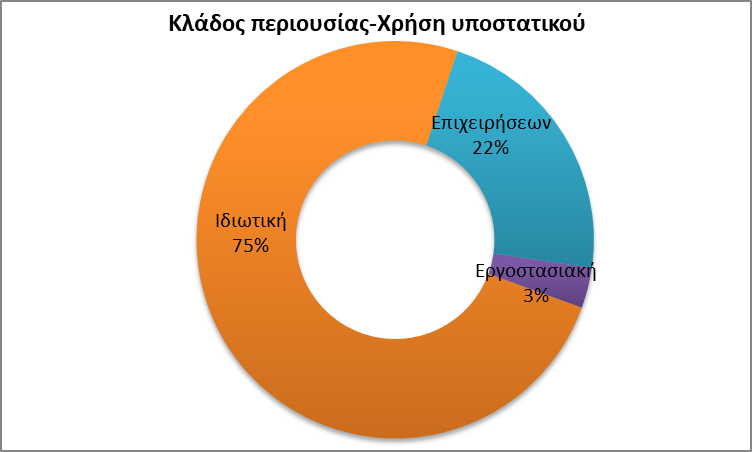 Κλάδος περιουσίας-Χρήση υποστατικού
Επιχειρήσεων
22%
Ιδιωτική
75%
Εργοστασιακή
3%